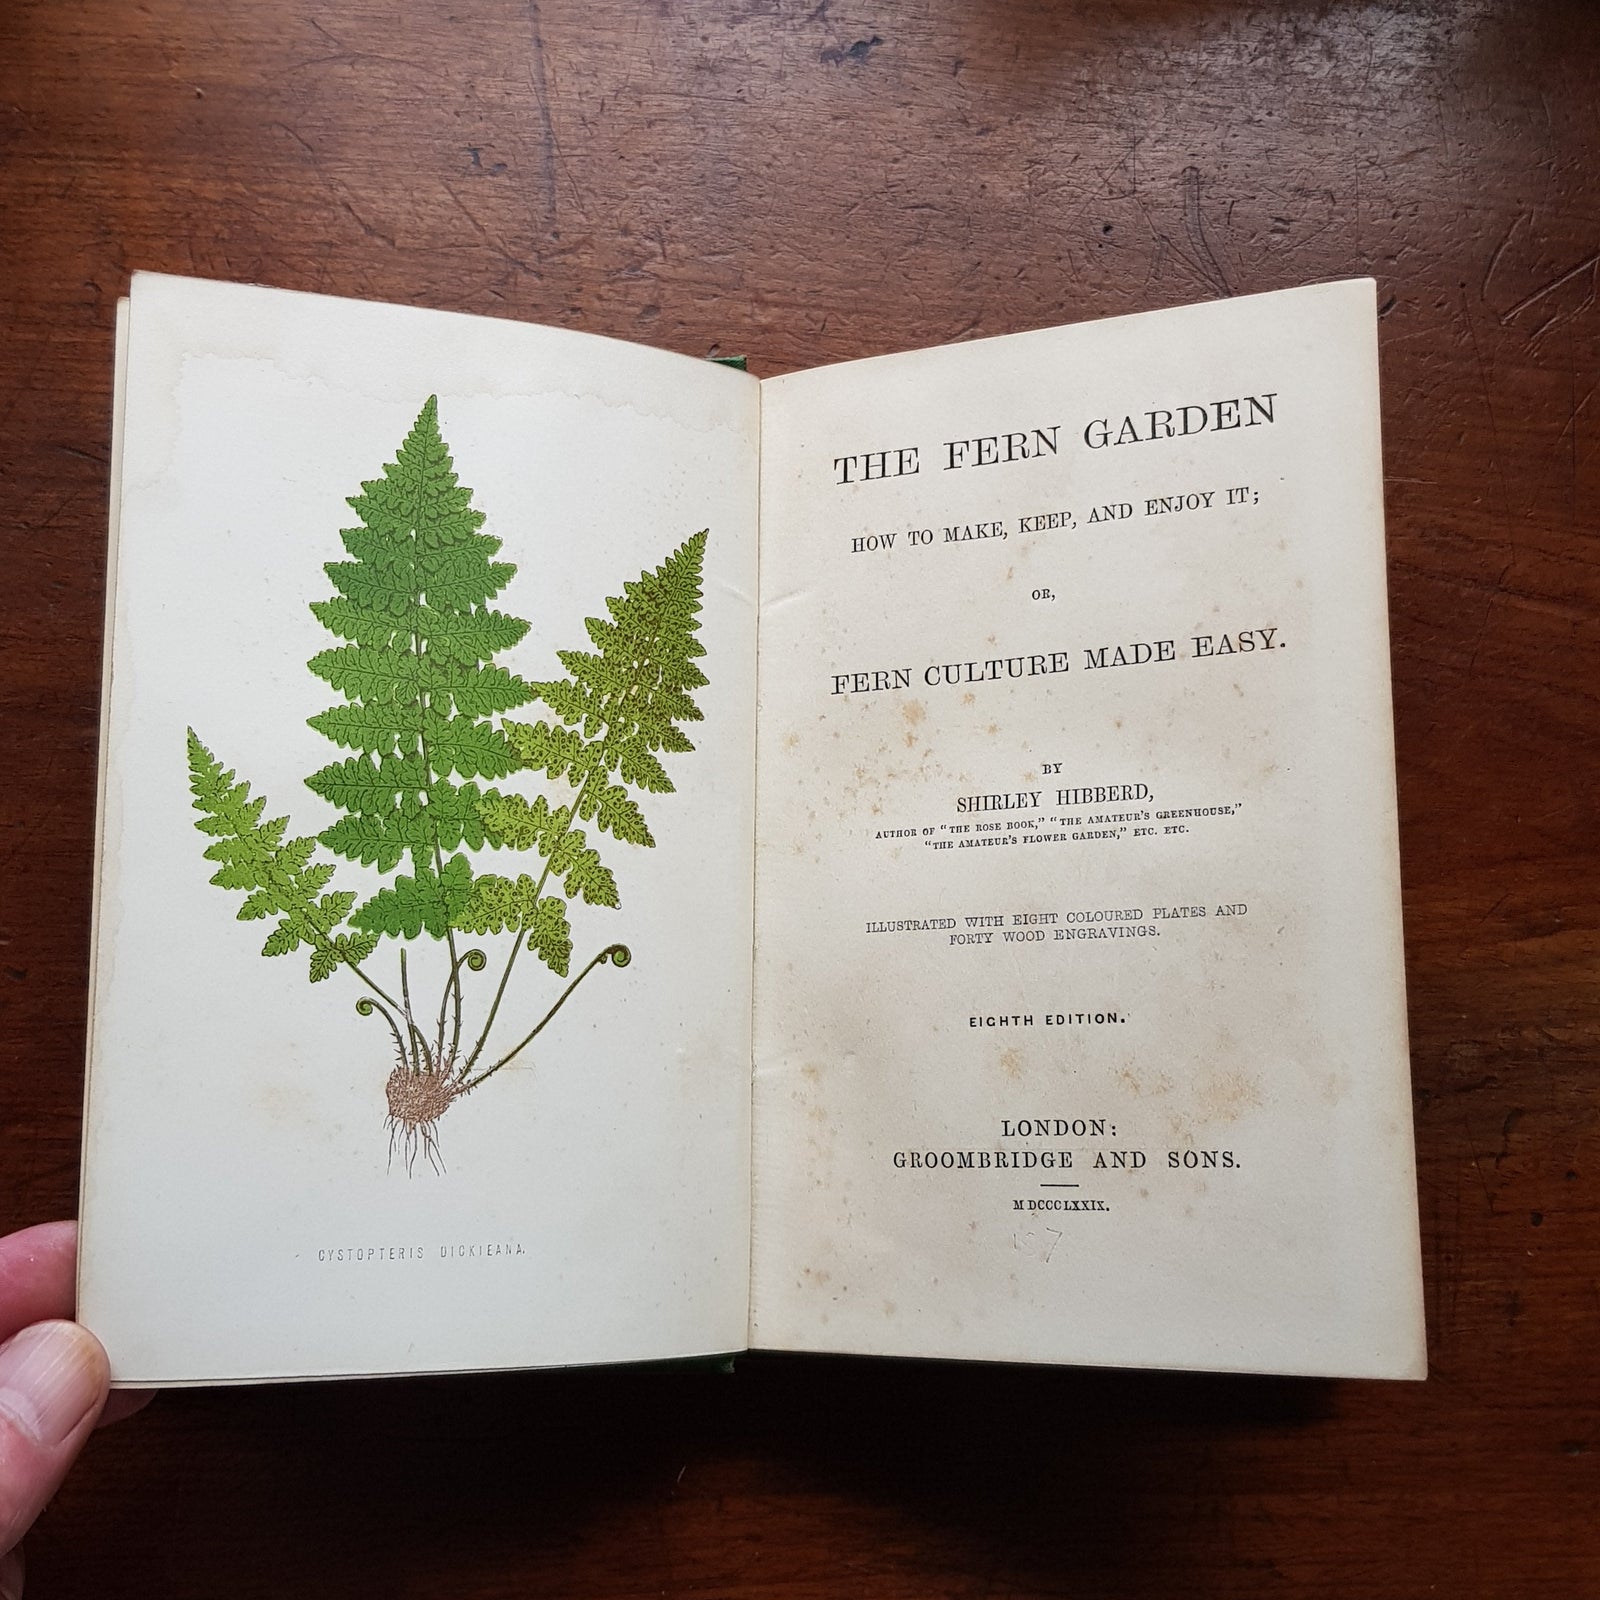 CYSTOPTERIS DICKIEANA.
THE FERN GARDEN
HOW TO MAKE, KEEP, AND ENJOY IT;
OR,
FERN CULTURE MADE EASY.
BY
SHIRLEY HIBBERD,
AUTHOR OF "THE ROSE BOOK," "THE AMATEUR'S GREENHOUSE,"
"THE AMATEUR'S FLOWER GARDEN," ETC. ETC.
ILLUSTRATED WITH EIGHT COLOURED PLATES AND
FORTY WOOD ENGRAVINGS.
EIGHTH EDITION.
LONDON:
GROOMBRIDGE AND SONS.
MDCCCLXXIX.